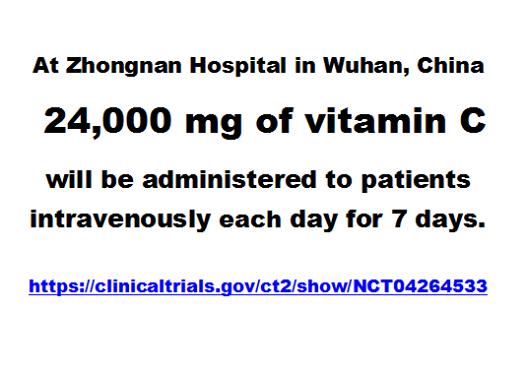 At Zhongnan Hospital in Wuhan, China
24,000 mg of vitamin C
will be administered to patients
intravenously each day for 7 days.
https://clinicaltrials.gov/ct2/show/NCT04264533